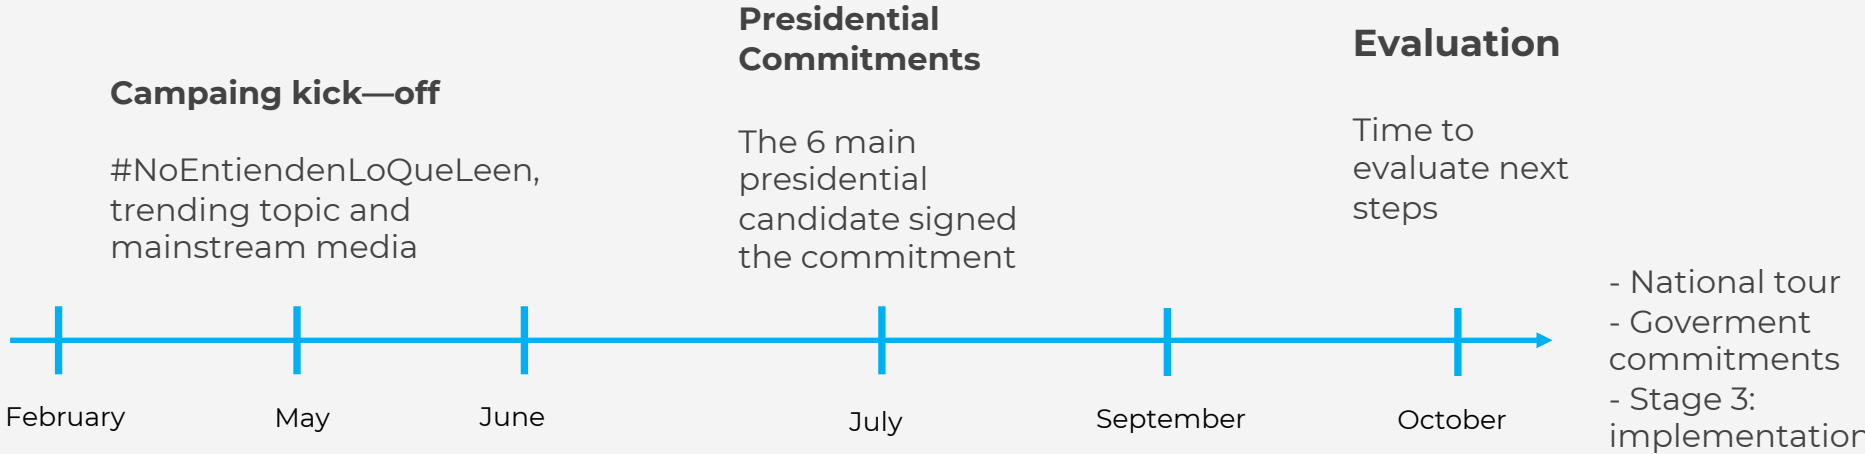 Campaing kick—off
#NoEntiendenLoQueLeen,
trending topic and
mainstream media
Presidential
Commitments
The 6 main
presidential
candidate signed
the commitment
Evaluation
Time to
evaluate next
steps
- National tour
- Goverment
commitments
- Stage 3:
implementation
February
May
June
July
September
October